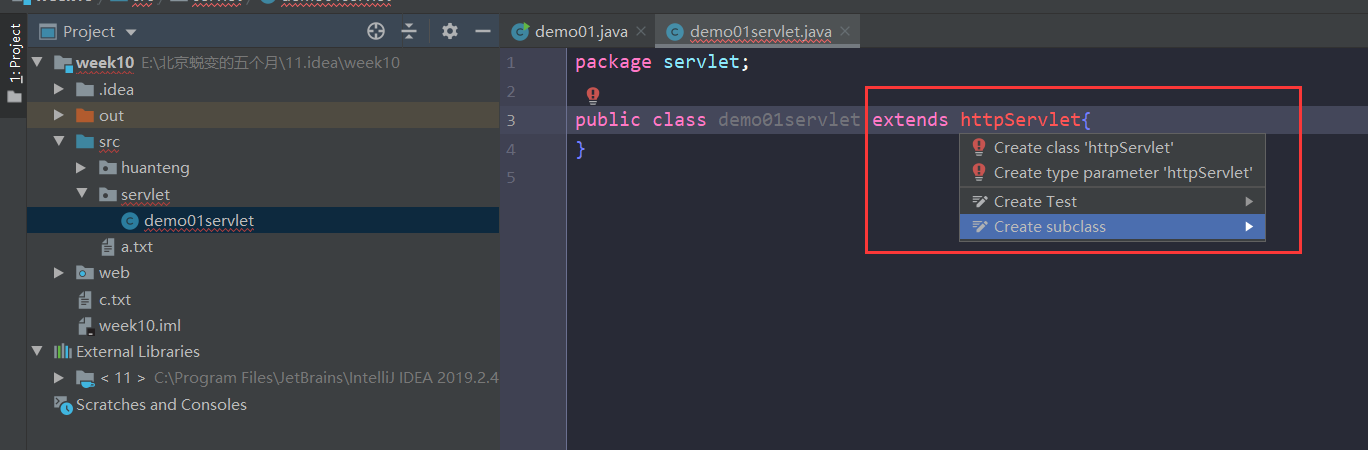 Project
demo01.java
demo01servlet.java
1: Project
week10 E:\北京蜕变的五个月\11.idea\week10
.idea
out
src
huanteng
servlet
demo01servlet
a.txt
web
c.txt
week10.iml
External Libraries
< 11 > C:\Program Files\JetBrains\IntelliJ IDEA 2019.2.4
Scratches and Consoles
1 package servlet;
2
3 public class demo01servlet extends httpServlet{
4 }
5
Create class 'httpServlet'
Create type parameter 'httpServlet'
Create Test
Create subclass